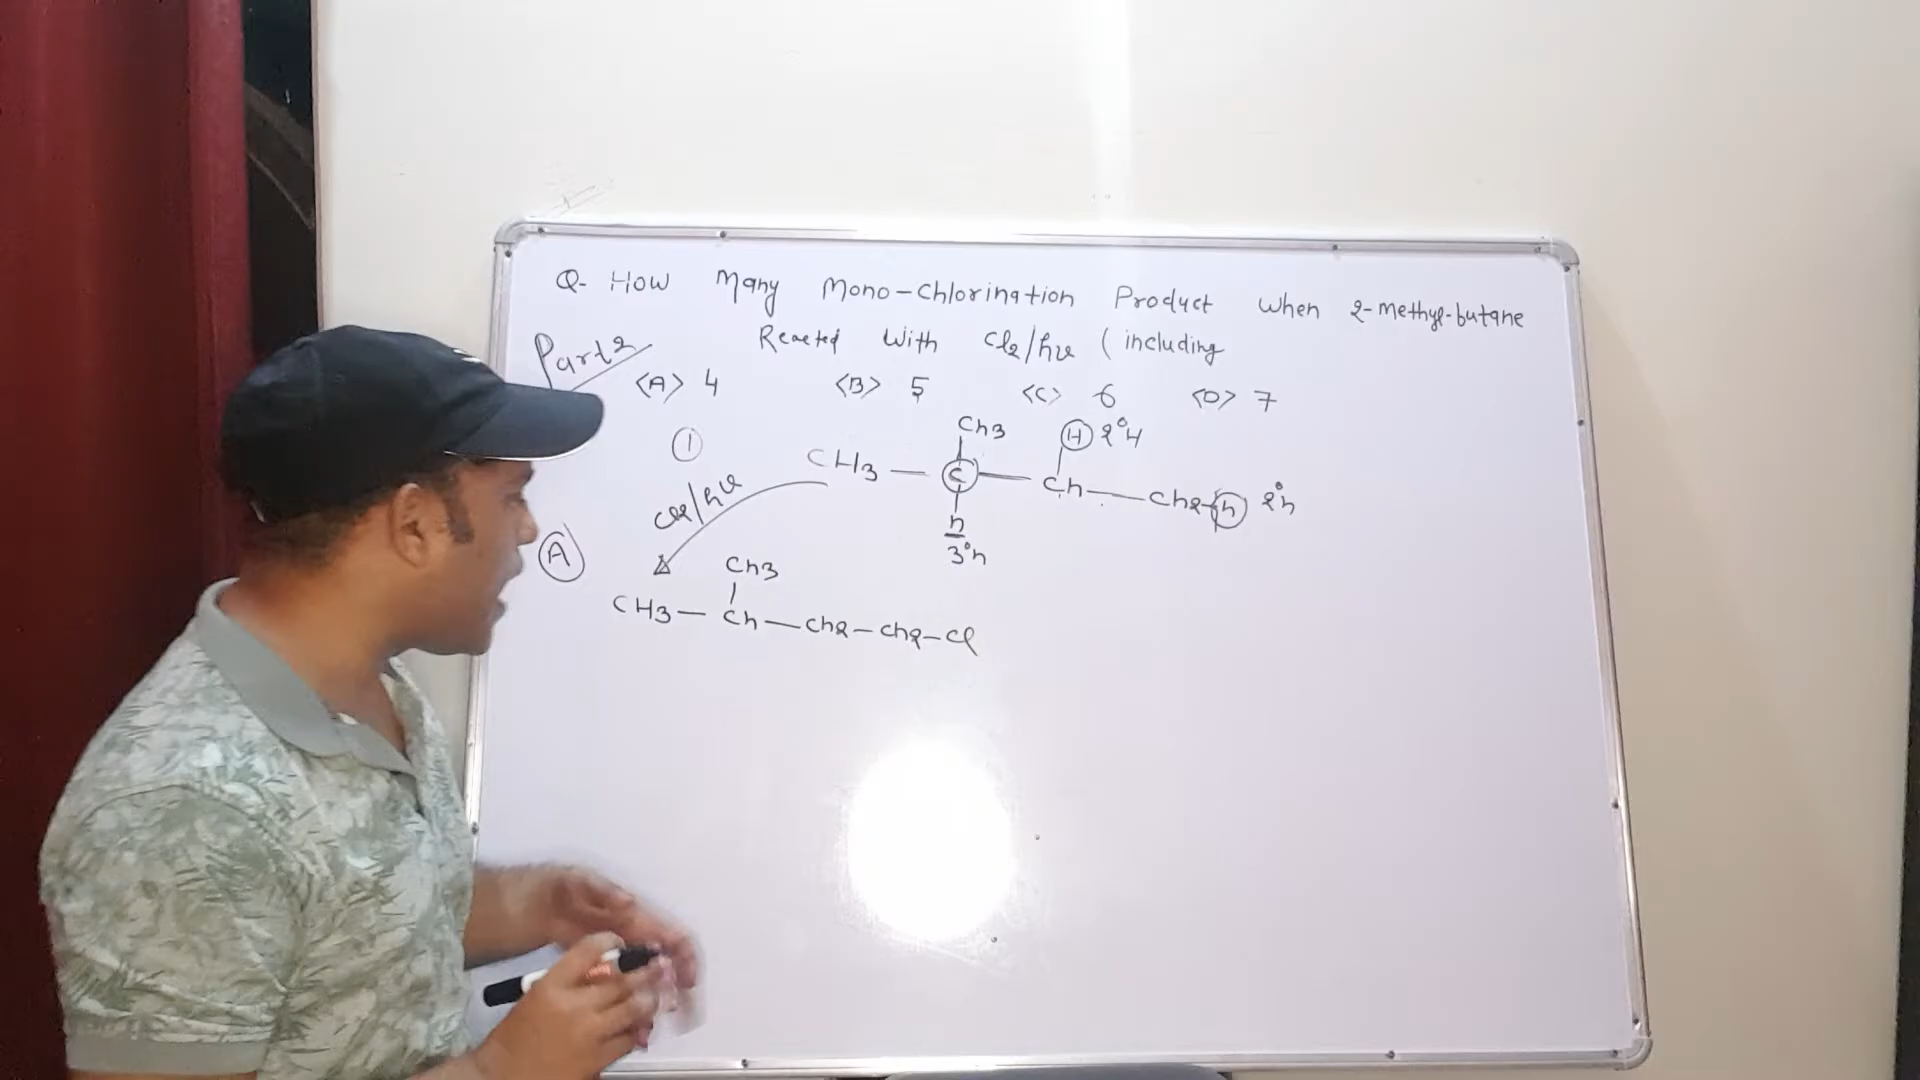 Q- How Many Mono-chlorination Product When 2-methyl-butane
Reacted With Cl2/hν (including
Part2
<A> 4 <B> 5 <C> 6 <D> 7
①
Ch3
Ⓗ 2°H
CH3 — C — Ch — Ch2-h 2°h
h
3°h
Cl2/hν
Ⓐ
Ch3
CH3 — Ch — Ch2 — Ch2 — Cl